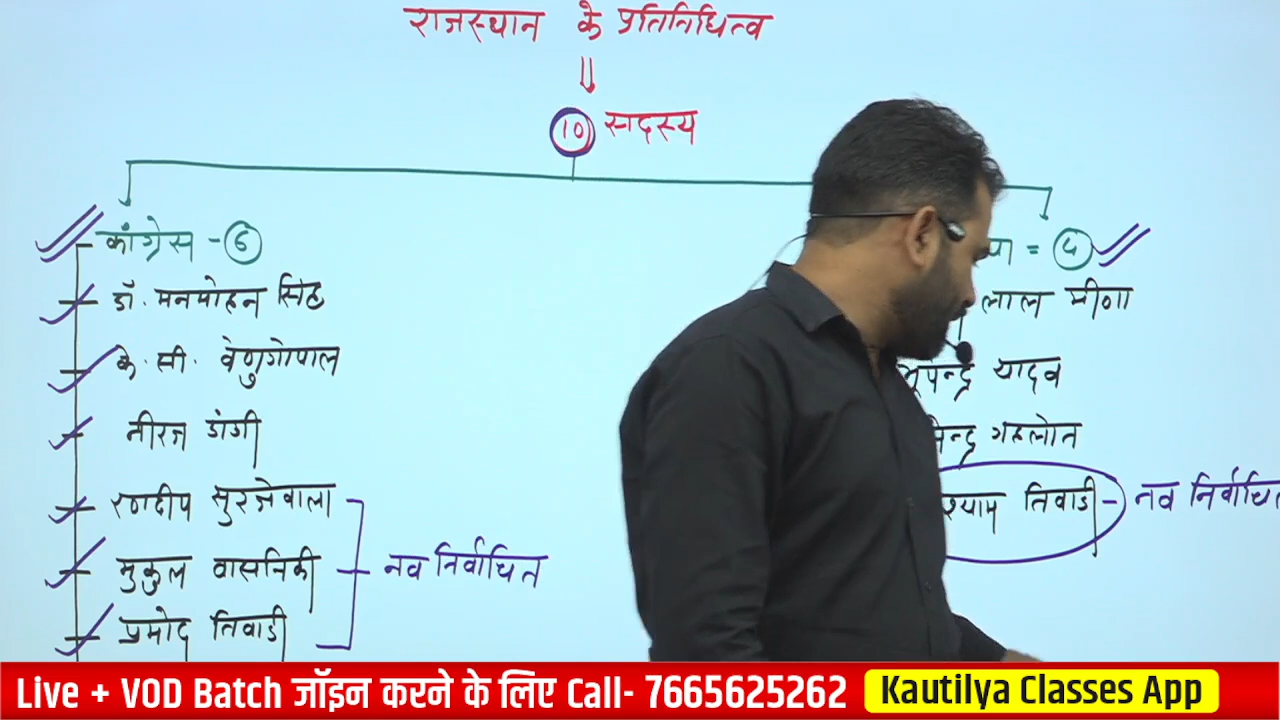 राजस्थान के प्रतिनिधित्व
⇓
10 सदस्य
कांग्रेस - 6
डॉ. मनमोहन सिंह
के. सी. वेणुगोपाल
नीरज डांगी
रणदीप सुरजेवाला
मुकुल वासनिकी
प्रमोद तिवाडी
नव निर्वाचित
= 4
लाल मीणा
भूपेन्द्र यादव
गहलोत
श्याम तिवाडी - नव निर्वाचित
Live + VOD Batch जॉइन करने के लिए Call- 7665625262 Kautilya Classes App